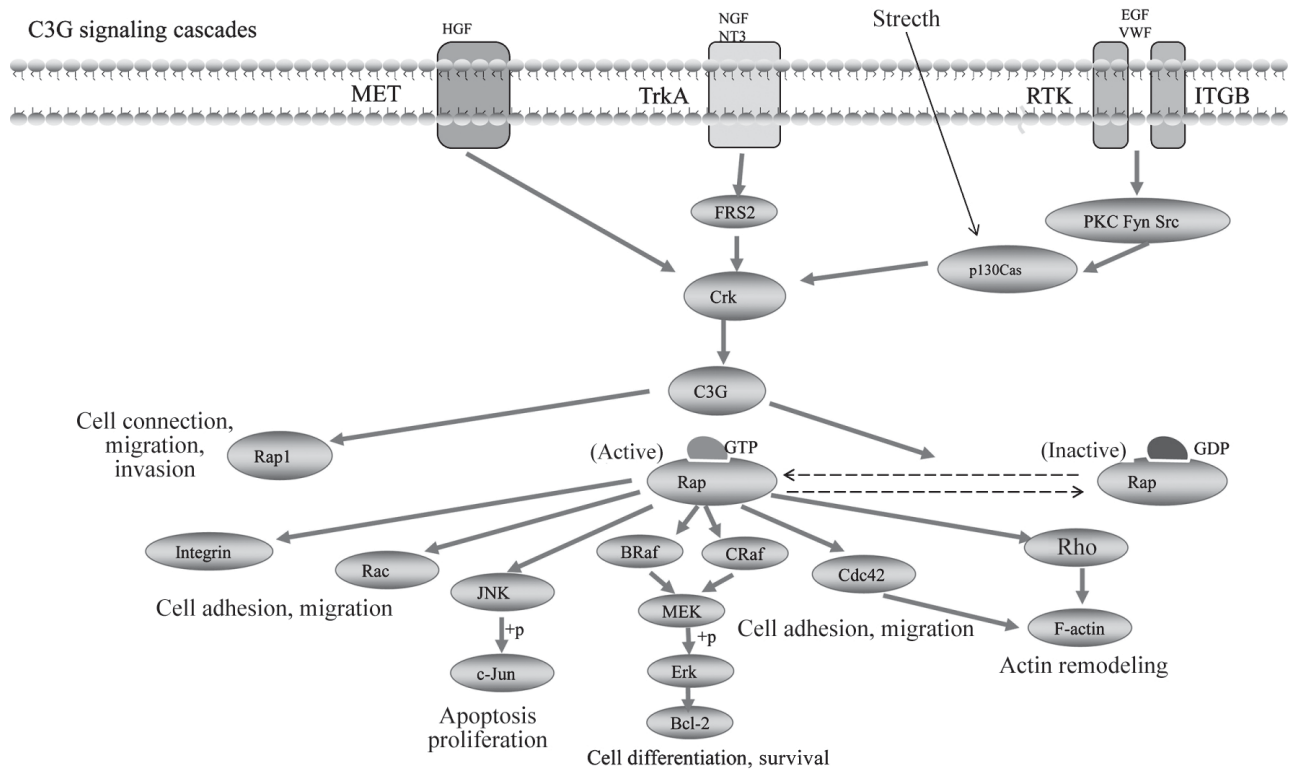 C3G signaling cascades
HGF
NGF
NT3
Strecth
EGF
VWF
MET
TrkA
RTK
ITGB
FRS2
PKC Fyn Src
p130Cas
Crk
C3G
Cell connection,
migration,
invasion
Rap1
(Active)
GTP
Rap
(Inactive)
GDP
Rap
Integrin
Rac
Cell adhesion, migration
JNK
+p
c-Jun
Apoptosis
proliferation
BRaf
CRaf
MEK
+p
Erk
Bcl-2
Cell differentiation, survival
Cdc42
Cell adhesion, migration
Rho
F-actin
Actin remodeling